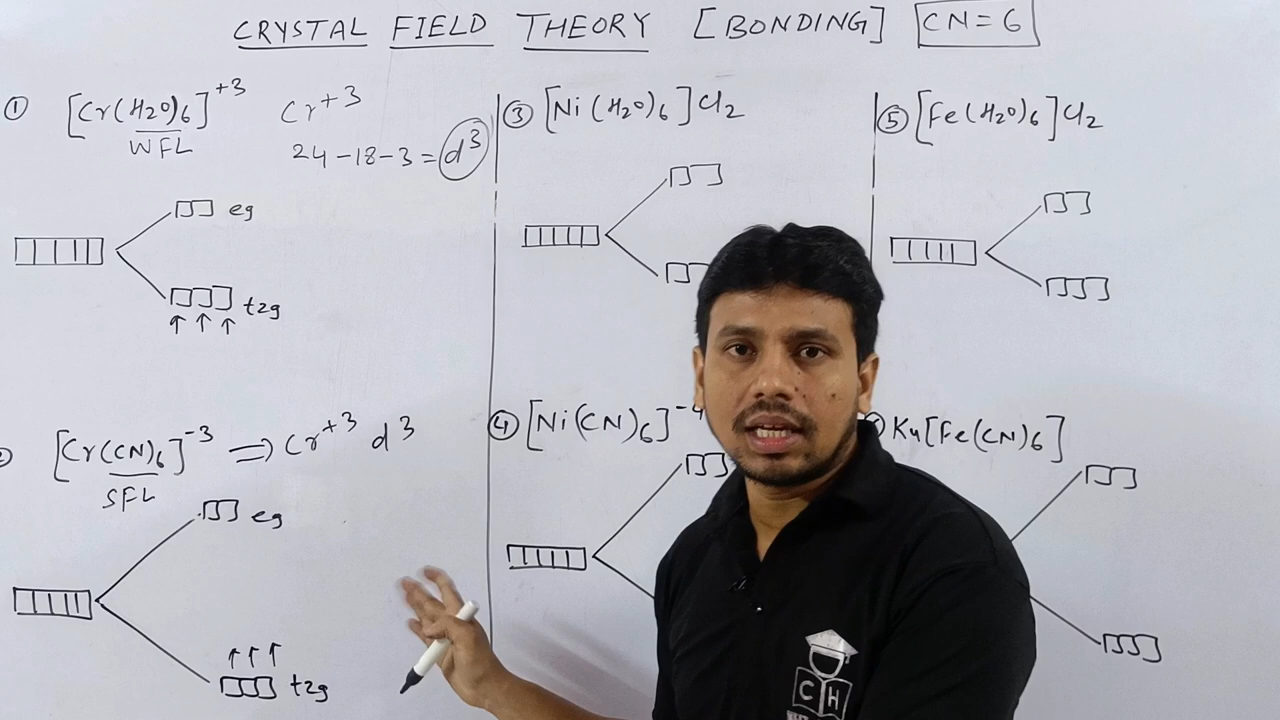 CRYSTAL FIELD THEORY [BONDING] CN=6
① [Cr(H2O)6]+3 Cr+3
WFL
24-18-3=d3
eg
t2g
↑ ↑ ↑
[Cr(CN)6]-3 ⇒ Cr+3 d3
SFL
eg
↑ ↑ ↑
t2g
③ [Ni(H2O)6]Cl2
④ [Ni(CN)6]-4
⑤ [Fe(H2O)6]Cl2
K4[Fe(CN)6]
C H